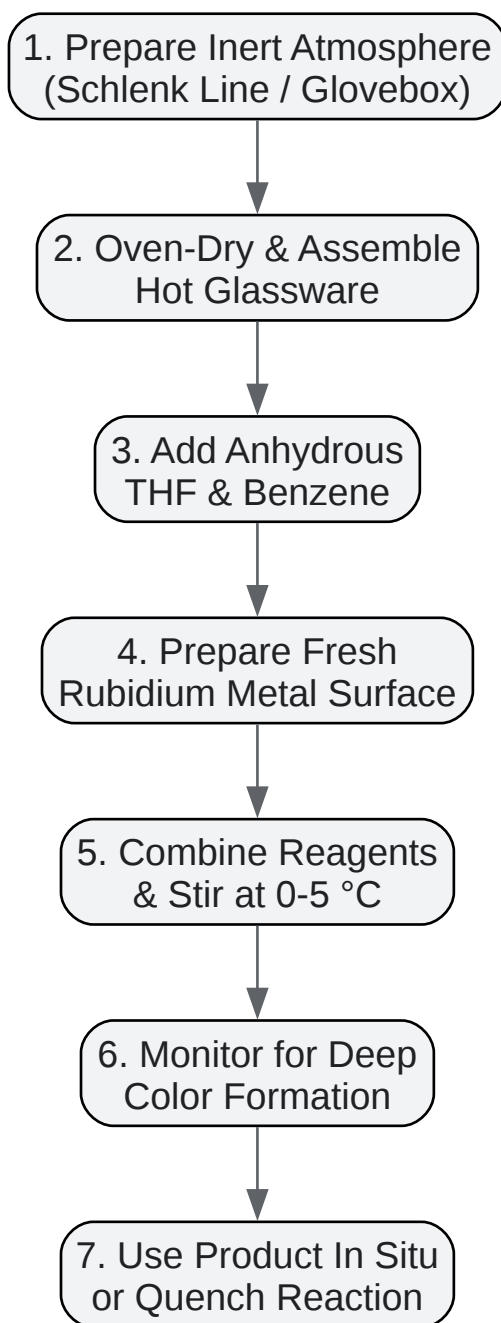 1. Prepare Inert Atmosphere
(Schlenk Line / Glovebox)
2. Oven-Dry & Assemble
Hot Glassware
3. Add Anhydrous
THF & Benzene
4. Prepare Fresh
Rubidium Metal Surface
5. Combine Reagents
& Stir at 0-5 °C
6. Monitor for Deep
Color Formation
7. Use Product In Situ
or Quench Reaction